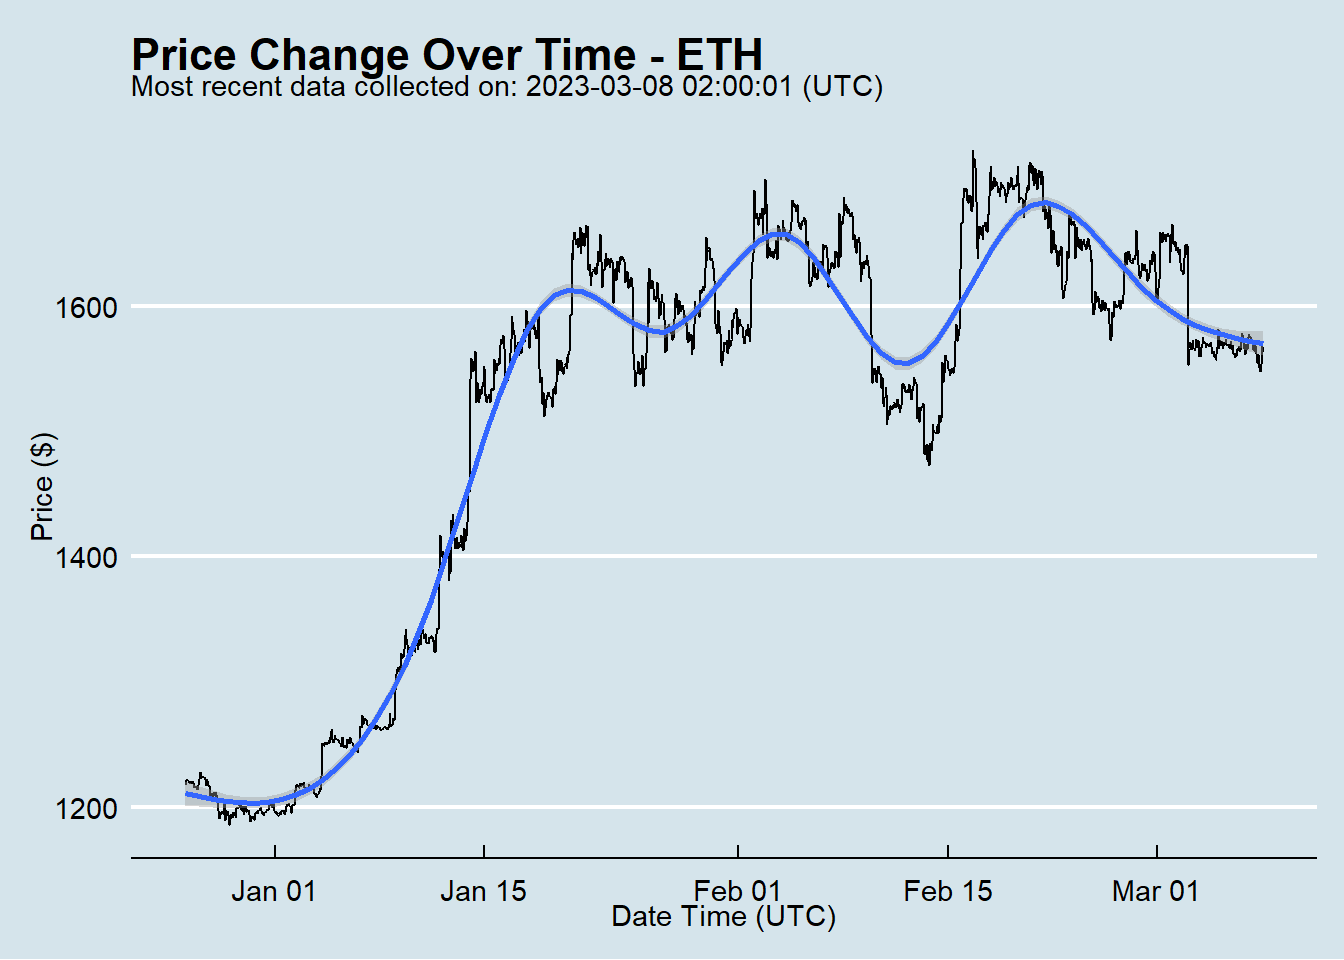 Price Change Over Time - ETH
Most recent data collected on: 2023-03-08 02:00:01 (UTC)
Price ($)
1600
1400
1200
Jan 01 Jan 15 Feb 01 Feb 15 Mar 01
Date Time (UTC)